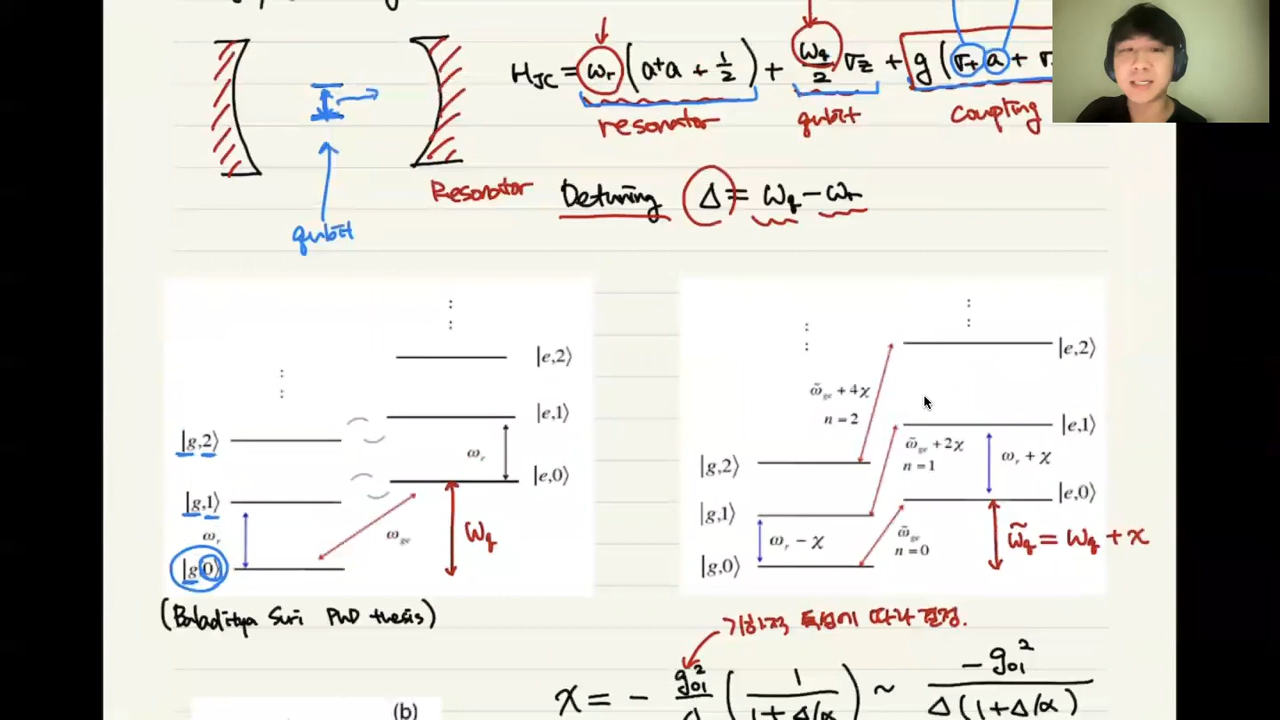 H_JC = ω_r (a⁺a + 1/2) + ω_q/2 σ_z + g (σ₊ a + σ
resonator
qubit
coupling
Resonator
Detuning Δ = ω_q − ω_r
qubit
|e,2⟩
|e,1⟩
|g,2⟩
ω_r
|e,0⟩
|g,1⟩
ω_r
ω_ge
ω_q
|g,0⟩
(Baladitya Suri PhD thesis)
|e,2⟩
ω̃_ge + 4χ
n = 2
|e,1⟩
ω̃_ge + 2χ
n = 1
ω_r + χ
|g,2⟩
|e,0⟩
|g,1⟩
ω_r − χ
ω̃_ge
n = 0
ω̃_q = ω_q + χ
|g,0⟩
기하적 특성에 따라 결정.
χ = − g₀₁²/Δ (1/(1+Δ/α)) ~ −g₀₁²/Δ(1+Δ/α)
(b)